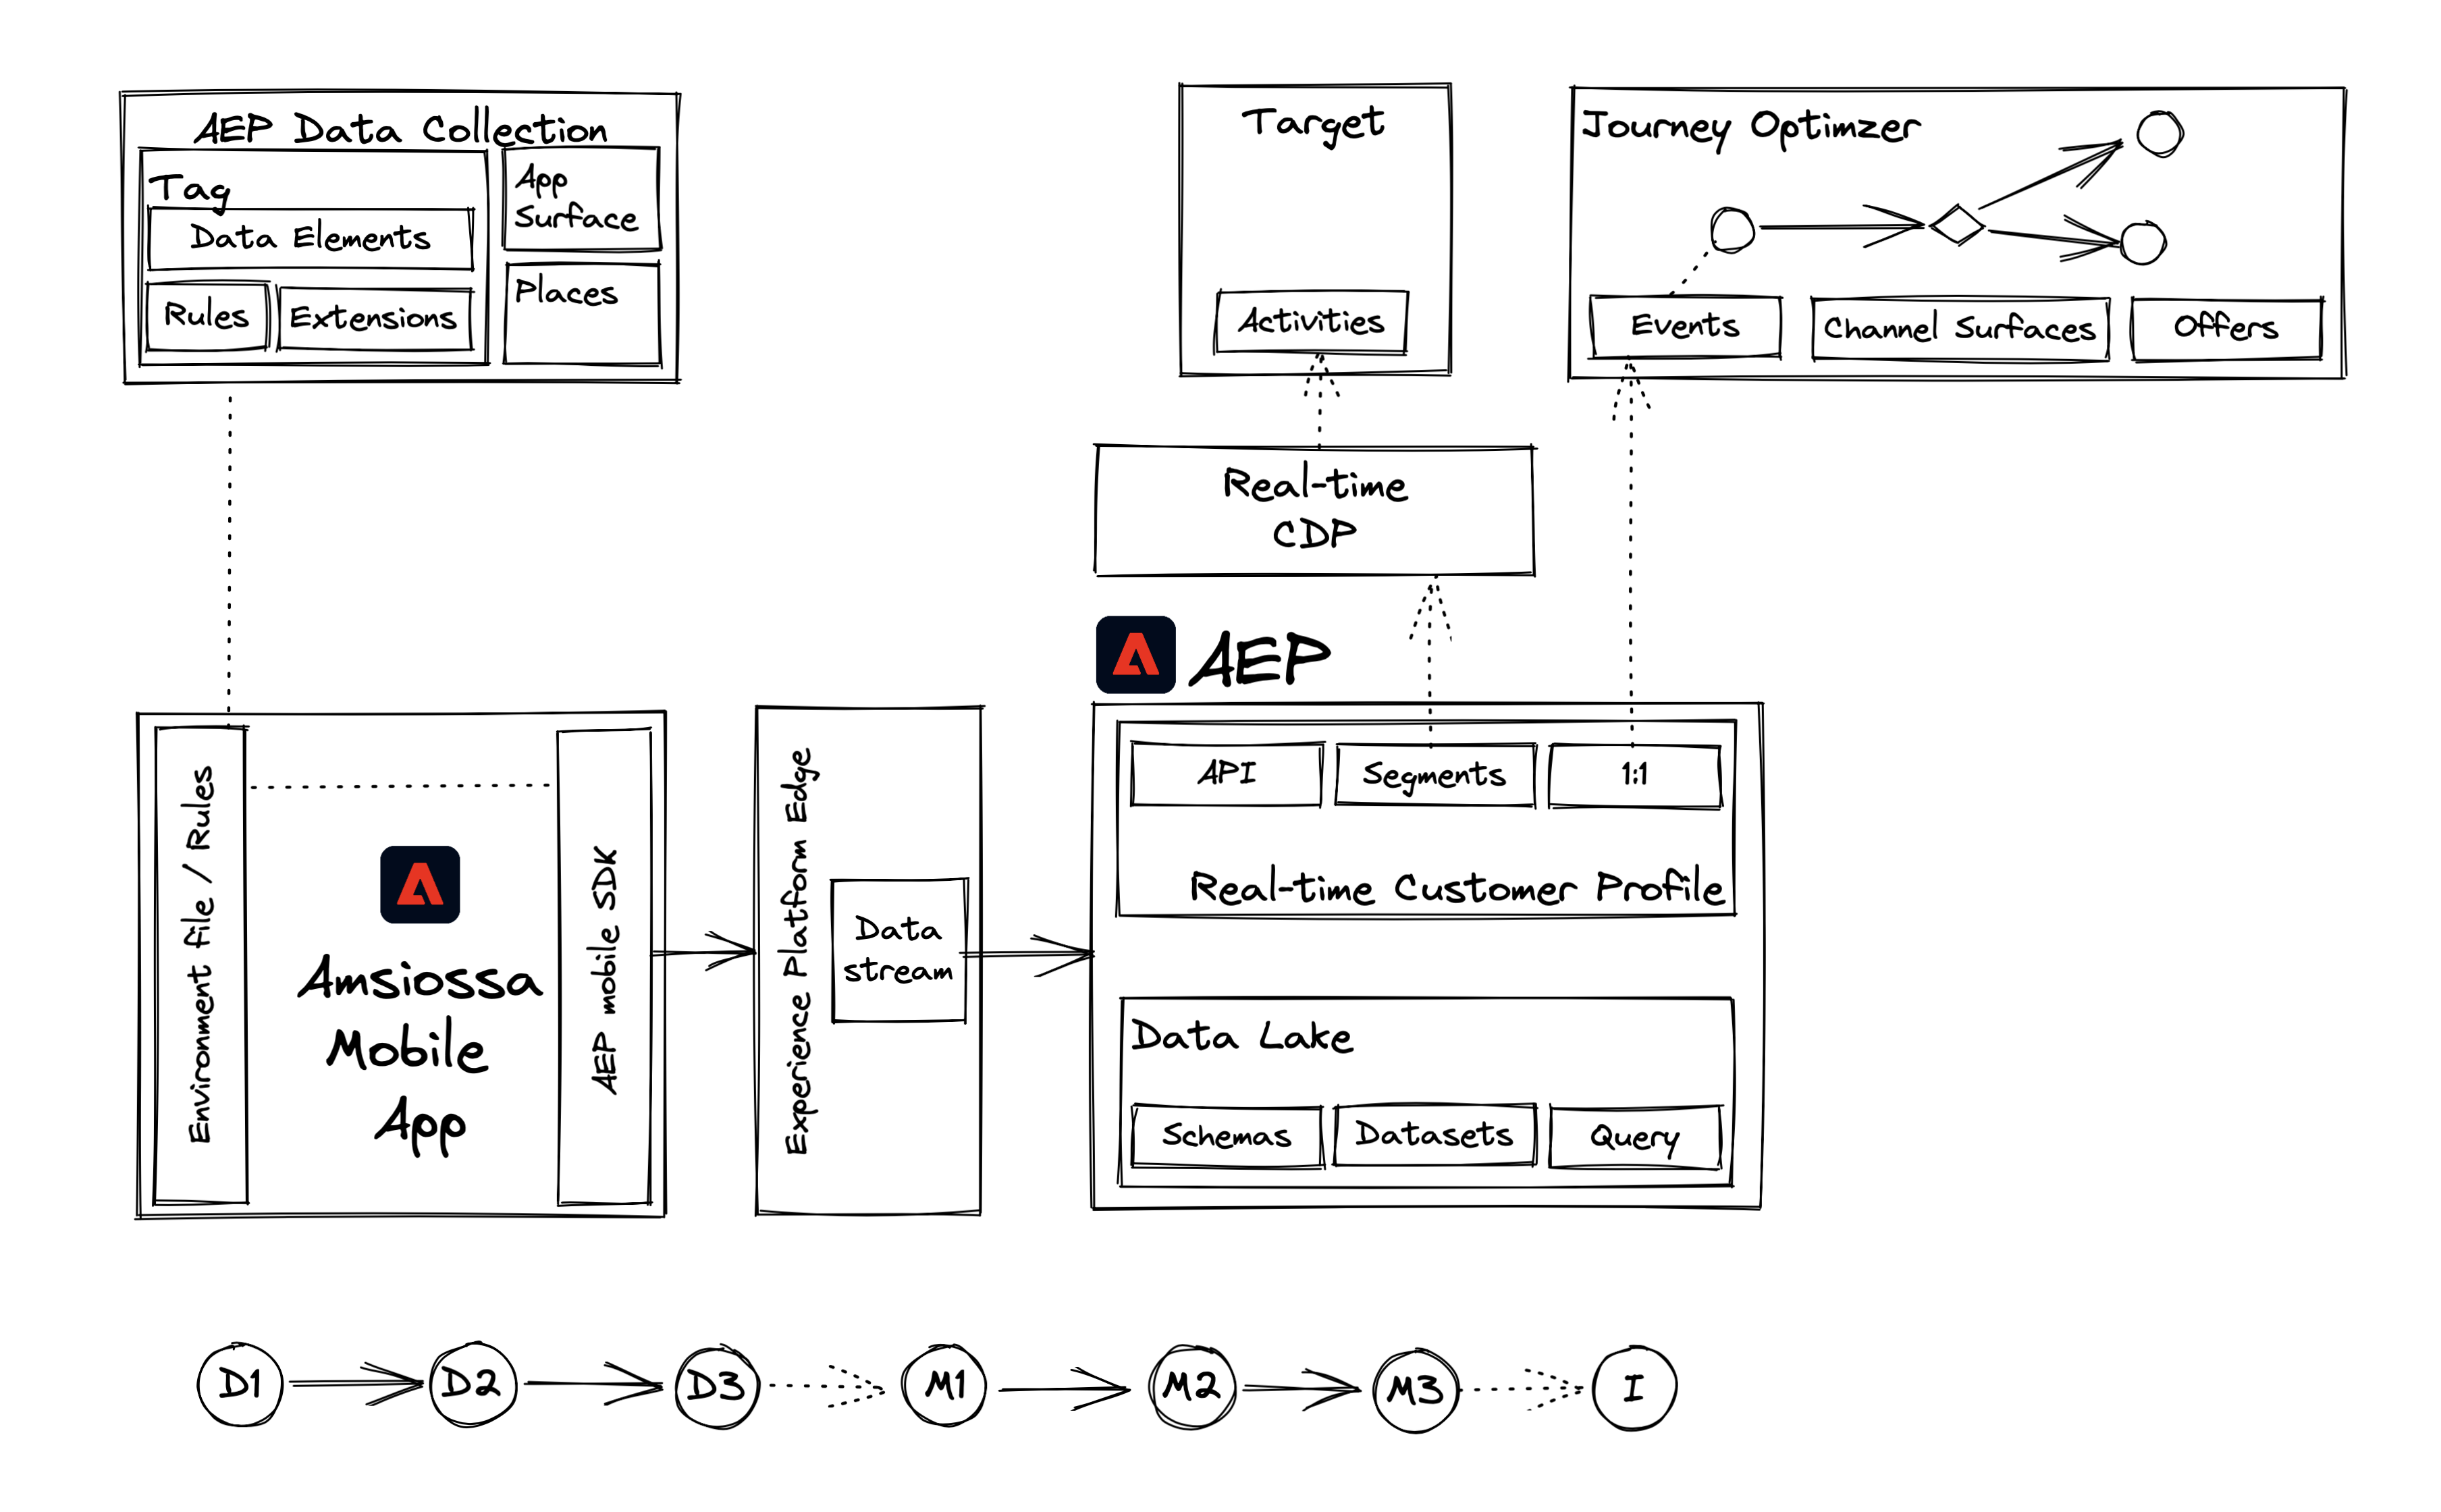 AEP Data Collection
Tag
Data Elements
Rules
Extensions
App
Surface
Places
Target
Activities
Journey Optimzer
Events
Channel Surfaces
Offers
Real-time
CDP
AEP
Environment file / Rules
Amsiossa
Mobile
App
AEP mobile SDK
Experience Platform Edge
Data
stream
API
Segments
1:1
Real-time Customer Profile
Data Lake
Schemas
Datasets
Query
D1
D2
D3
M1
M2
M3
I